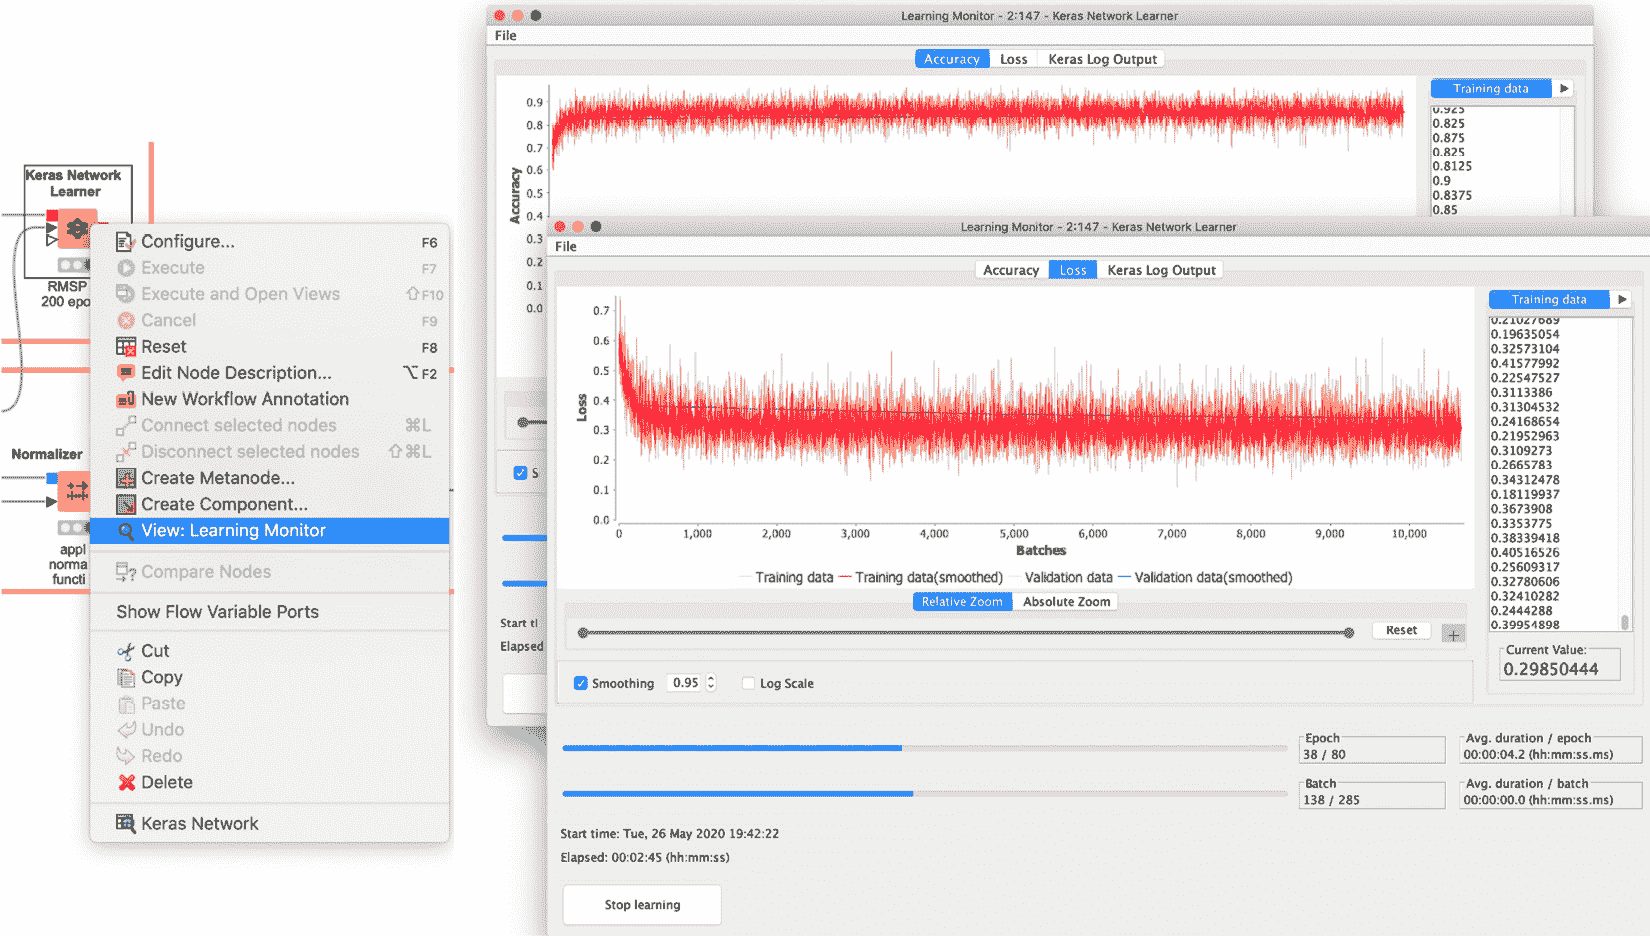 Keras Network
Learner
RMSP
200 epo
Normalizer
appl
norma
functi
Configure... F6
Execute F7
Execute and Open Views ⇧F10
Cancel F9
Reset F8
Edit Node Description... ⌥F2
New Workflow Annotation
Connect selected nodes ⌘L
Disconnect selected nodes ⇧⌘L
Create Metanode...
Create Component...
View: Learning Monitor
Compare Nodes
Show Flow Variable Ports
Cut
Copy
Paste
Undo
Redo
Delete
Keras Network
Learning Monitor - 2:147 - Keras Network Learner
File
Accuracy Loss Keras Log Output
0.9
0.8
0.7
0.6
0.5
0.4
0.3
0.2
0.1
0.0
Accuracy
Training data
0.925
0.825
0.875
0.825
0.8125
0.9
0.8375
0.85
S
Start ti
Elapsed
Learning Monitor - 2:147 - Keras Network Learner
File
Accuracy Loss Keras Log Output
0.7
0.6
0.5
0.4
0.3
0.2
0.1
0.0
Loss
0 1,000 2,000 3,000 4,000 5,000 6,000 7,000 8,000 9,000 10,000
Batches
Training data Training data(smoothed) Validation data Validation data(smoothed)
Relative Zoom Absolute Zoom
Reset +
Smoothing 0.95 Log Scale
Training data
0.21027689
0.19635054
0.32573104
0.41577992
0.22547527
0.3113386
0.31304532
0.24168654
0.21952963
0.3109273
0.2665783
0.34312478
0.18119937
0.3673908
0.3353775
0.38339418
0.40516526
0.25609317
0.32780606
0.32410282
0.2444288
0.39954898
Current Value:
0.29850444
Epoch
38 / 80
Avg. duration / epoch
00:00:04.2 (hh:mm:ss.ms)
Batch
138 / 285
Avg. duration / batch
00:00:00.0 (hh:mm:ss.ms)
Start time: Tue, 26 May 2020 19:42:22
Elapsed: 00:02:45 (hh:mm:ss)
Stop learning